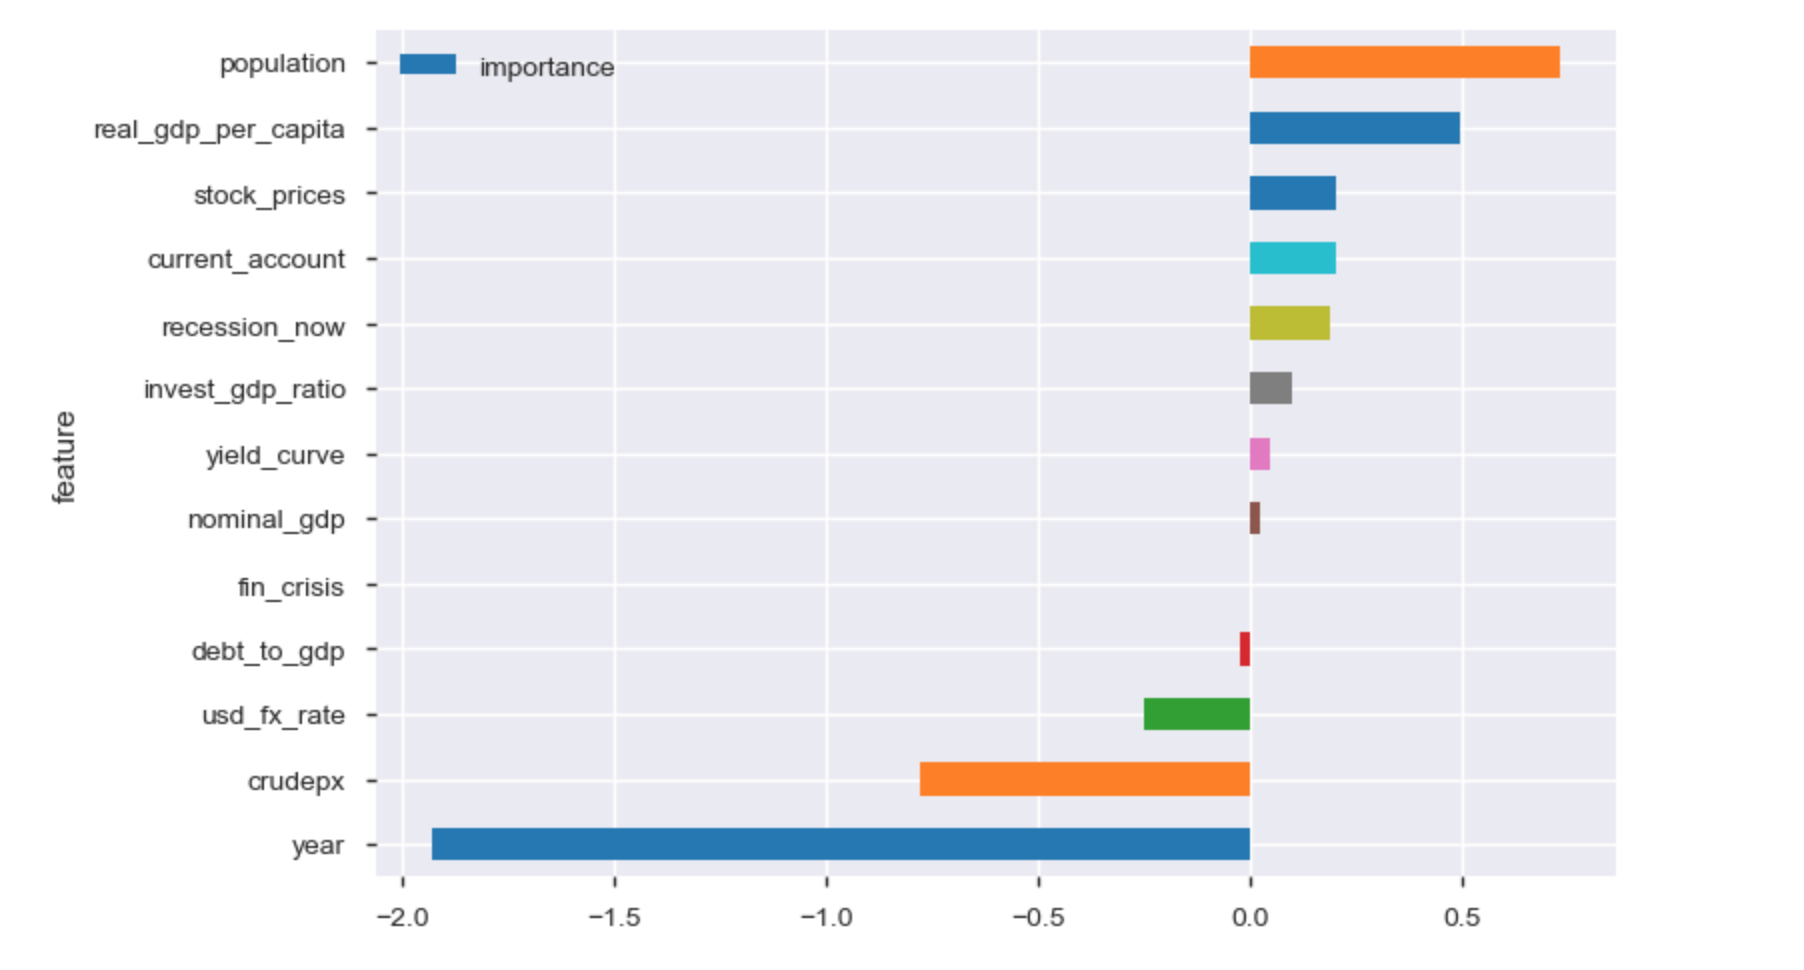 population
importance
real_gdp_per_capita
stock_prices
current_account
recession_now
invest_gdp_ratio
feature
yield_curve
nominal_gdp
fin_crisis
debt_to_gdp
usd_fx_rate
crudepx
year
−2.0 −1.5 −1.0 −0.5 0.0 0.5